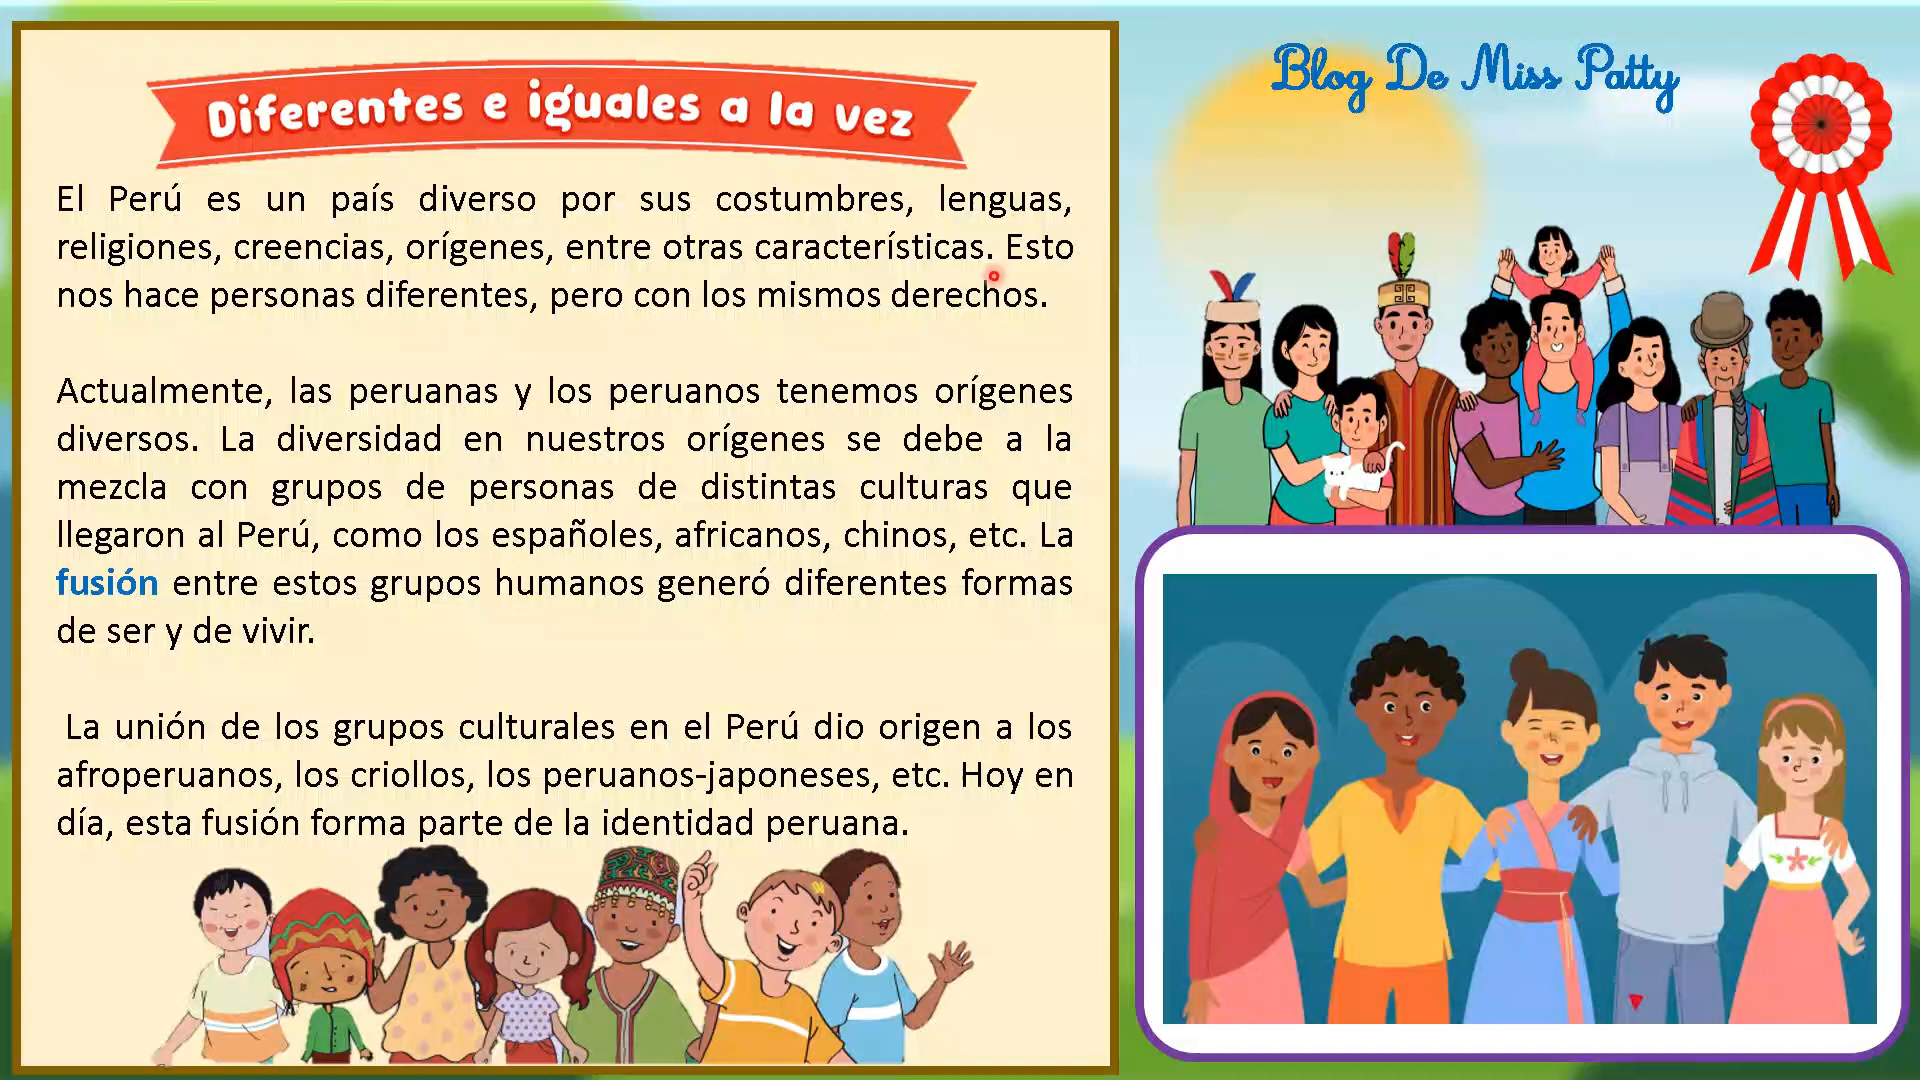 Diferentes e iguales a la vez
El Perú es un país diverso por sus costumbres, lenguas,
religiones, creencias, orígenes, entre otras características. Esto
nos hace personas diferentes, pero con los mismos derechos.
Actualmente, las peruanas y los peruanos tenemos orígenes
diversos. La diversidad en nuestros orígenes se debe a la
mezcla con grupos de personas de distintas culturas que
llegaron al Perú, como los españoles, africanos, chinos, etc. La
fusión entre estos grupos humanos generó diferentes formas
de ser y de vivir.
La unión de los grupos culturales en el Perú dio origen a los
afroperuanos, los criollos, los peruanos-japoneses, etc. Hoy en
día, esta fusión forma parte de la identidad peruana.
Blog De Miss Patty